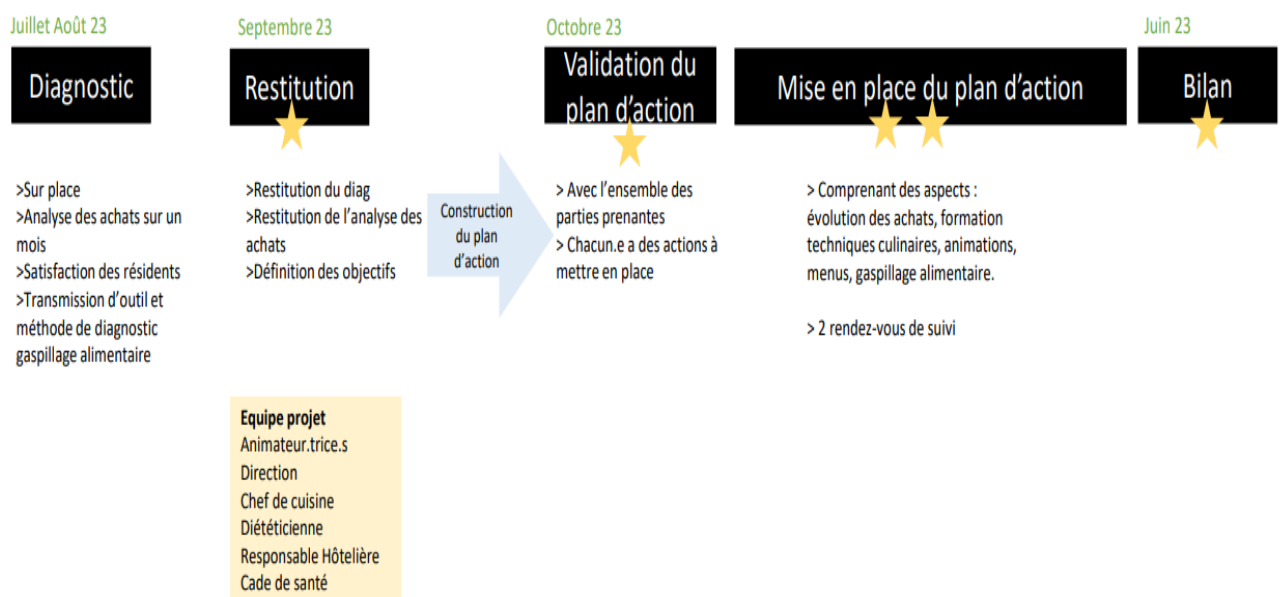 Juillet Août 23
Diagnostic
>Sur place
>Analyse des achats sur un
mois
>Satisfaction des résidents
>Transmission d'outil et
méthode de diagnostic
gaspillage alimentaire
Septembre 23
Restitution
>Restitution du diag
>Restitution de l'analyse des
achats
>Définition des objectifs
Equipe projet
Animateur.trice.s
Direction
Chef de cuisine
Diététicienne
Responsable Hôtelière
Cade de santé
Construction
du plan
d'action
Octobre 23
Validation du
plan d'action
> Avec l'ensemble des
parties prenantes
> Chacun.e a des actions à
mettre en place
Mise en place du plan d'action
> Comprenant des aspects :
évolution des achats, formation
techniques culinaires, animations,
menus, gaspillage alimentaire.
> 2 rendez-vous de suivi
Juin 23
Bilan